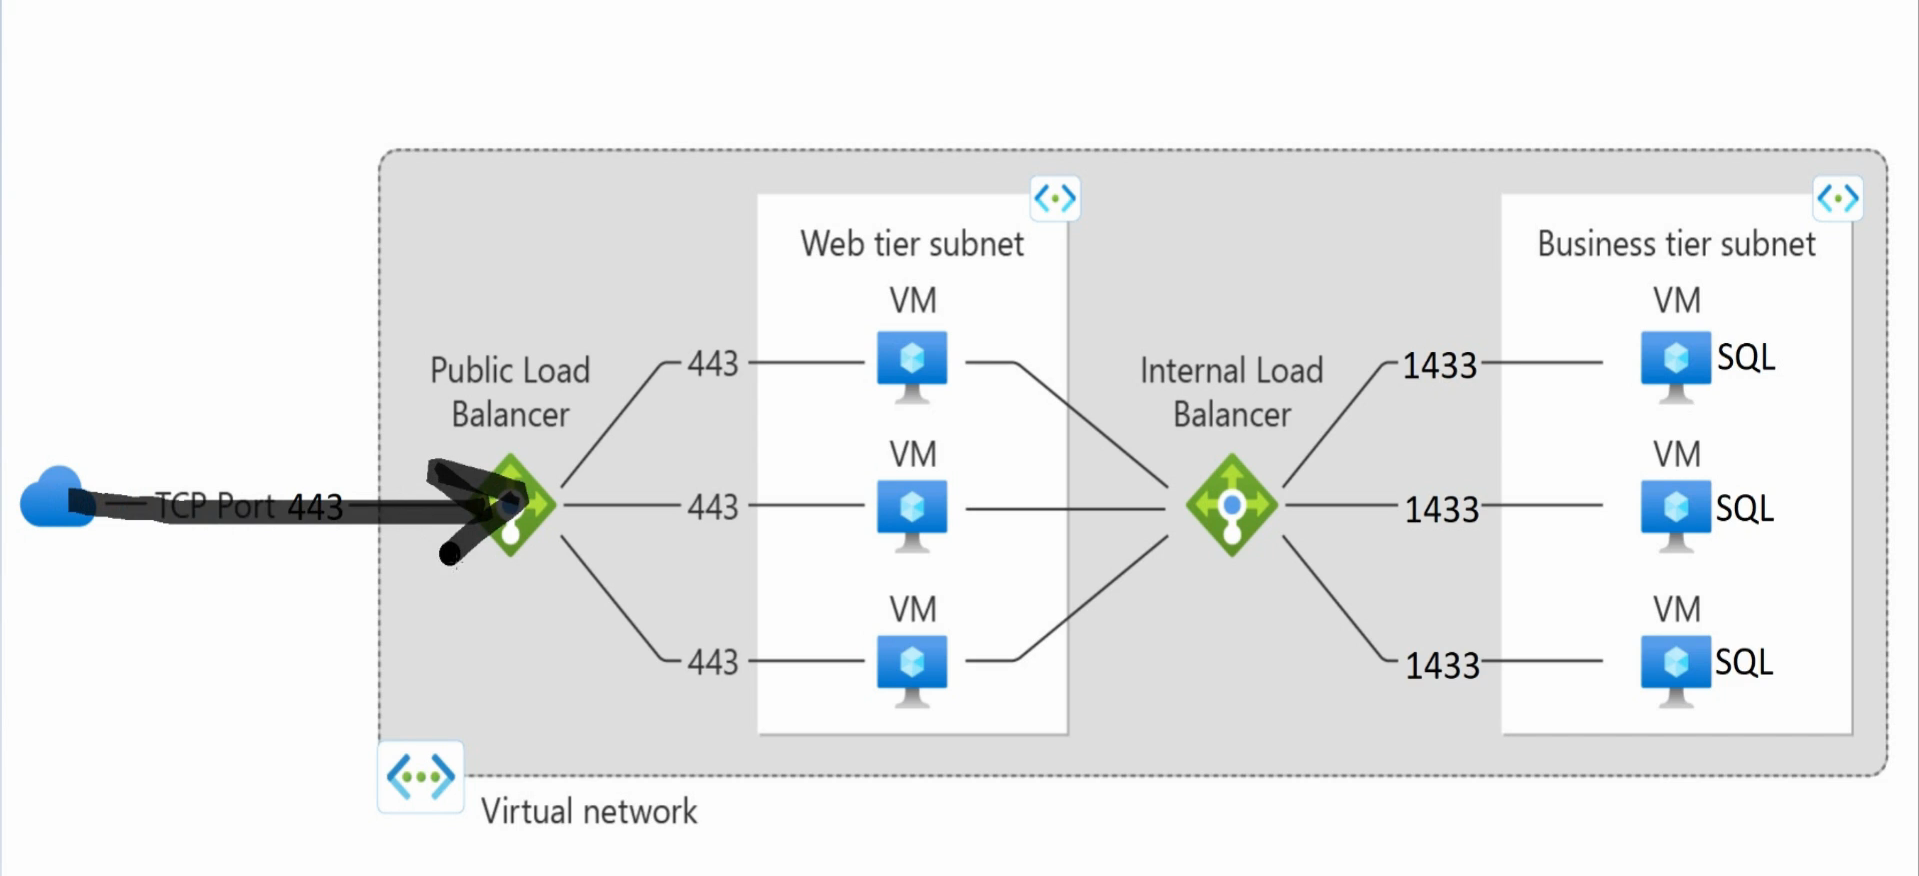 Web tier subnet
Business tier subnet
VM
VM
Public Load
Balancer
443
Internal Load
Balancer
1433
SQL
VM
VM
TCP Port 443
443
1433
SQL
VM
VM
443
1433
SQL
Virtual network